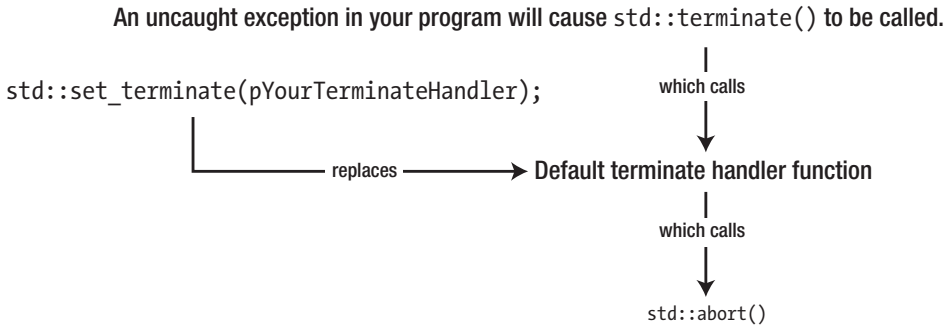 An uncaught exception in your program will cause std::terminate() to be called.
which calls
std::set_terminate(pYourTerminateHandler);
replaces
Default terminate handler function
which calls
std::abort()